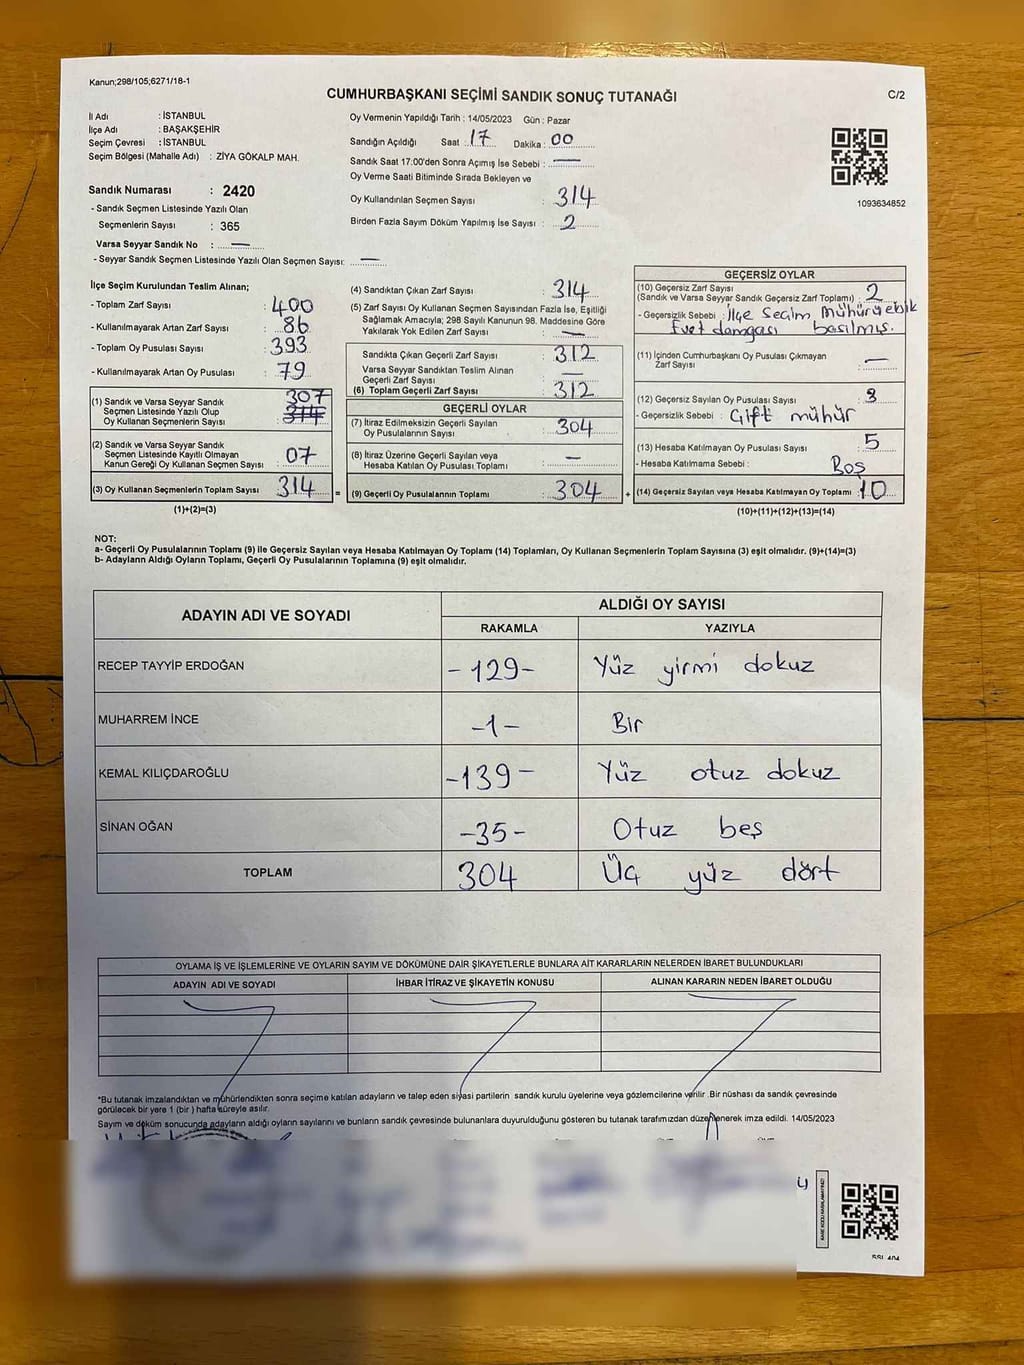 Kanun;298/105;6271/18-1
CUMHURBAŞKANI SEÇİMİ SANDIK SONUÇ TUTANAĞI
C/2
İl Adı : İSTANBUL
İlçe Adı : BAŞAKŞEHİR
Seçim Çevresi : İSTANBUL
Seçim Bölgesi (Mahalle Adı) : ZİYA GÖKALP MAH.
Sandık Numarası : 2420
- Sandık Seçmen Listesinde Yazılı Olan
Seçmenlerin Sayısı : 365
Varsa Seyyar Sandık No : —
- Seyyar Sandık Seçmen Listesinde Yazılı Olan Seçmen Sayısı: —
Oy Vermenin Yapıldığı Tarih : 14/05/2023 Gün : Pazar
Sandığın Açıldığı Saat : 17 Dakika : 00
Sandık Saat 17.00'den Sonra Açılmış İse Sebebi : —
Oy Verme Saati Bitiminde Sırada Bekleyen ve
Oy Kullandırılan Seçmen Sayısı : 314
Birden Fazla Sayım Döküm Yapılmış İse Sayısı : 2
1093634852
İlçe Seçim Kurulundan Teslim Alınan;
- Toplam Zarf Sayısı : 400
- Kullanılmayarak Artan Zarf Sayısı : 86
- Toplam Oy Pusulası Sayısı : 393
- Kullanılmayarak Artan Oy Pusulası : 79
(1) Sandık ve Varsa Seyyar Sandık 307
Seçmen Listesinde Yazılı Olup
Oy Kullanan Seçmenlerin Sayısı : 314
(2) Sandık ve Varsa Seyyar Sandık
Seçmen Listesinde Kayıtlı Olmayan
Kanun Gereği Oy Kullanan Seçmen Sayısı : 07
(3) Oy Kullanan Seçmenlerin Toplam Sayısı : 314
(1)+(2)=(3)
(4) Sandıktan Çıkan Zarf Sayısı : 314
(5) Zarf Sayısı Oy Kullanan Seçmen Sayısından Fazla İse, Eşitliği
Sağlamak Amacıyla; 298 Sayılı Kanunun 98. Maddesine Göre
Yakılarak Yok Edilen Zarf Sayısı : —
Sandıkta Çıkan Geçerli Zarf Sayısı : 312
Varsa Seyyar Sandıktan Teslim Alınan
Geçerli Zarf Sayısı : —
(6) Toplam Geçerli Zarf Sayısı : 312
GEÇERLİ OYLAR
(7) İtiraz Edilmeksizin Geçerli Sayılan
Oy Pusulalarının Sayısı : 304
(8) İtiraz Üzerine Geçerli Sayılan veya
Hesaba Katılan Oy Pusulası Toplamı : —
= (9) Geçerli Oy Pusulalarının Toplamı : 304 +
GEÇERSİZ OYLAR
(10) Geçersiz Zarf Sayısı
(Sandık ve Varsa Seyyar Sandık Geçersiz Zarf Toplamı) : 2
- Geçersizlik Sebebi : İlçe Seçim Mühürü
Evet damgası basılmış.
(11) İçinden Cumhurbaşkanı Oy Pusulası Çıkmayan
Zarf Sayısı : —
(12) Geçersiz Sayılan Oy Pusulası Sayısı : 3
- Geçersizlik Sebebi : Çift mühür
(13) Hesaba Katılmayan Oy Pusulası Sayısı : 5
- Hesaba Katılmama Sebebi : Boş
(14) Geçersiz Sayılan veya Hesaba Katılmayan Oy Toplamı : 10
(10)+(11)+(12)+(13)=(14)
NOT:
a- Geçerli Oy Pusulalarının Toplamı (9) ile Geçersiz Sayılan veya Hesaba Katılmayan Oy Toplamı (14) Toplamları, Oy Kullanan Seçmenlerin Toplam Sayısına (3) eşit olmalıdır. (9)+(14)=(3)
b- Adayların Aldığı Oyların Toplamı, Geçerli Oy Pusulalarının Toplamına (9) eşit olmalıdır.
ADAYIN ADI VE SOYADI ALDIĞI OY SAYISI
RAKAMLA YAZIYLA
RECEP TAYYİP ERDOĞAN -129- Yüz yirmi dokuz
MUHARREM İNCE -1- Bir
KEMAL KILIÇDAROĞLU -139- Yüz otuz dokuz
SİNAN OĞAN -35- Otuz beş
TOPLAM 304 Üç yüz dört
OYLAMA İŞ VE İŞLEMLERİNE VE OYLARIN SAYIM VE DÖKÜMÜNE DAİR ŞİKAYETLERLE BUNLARA AİT KARARLARIN NELERDEN İBARET BULUNDUKLARI
ADAYIN ADI VE SOYADI İHBAR İTİRAZ VE ŞİKAYETİN KONUSU ALINAN KARARIN NEDEN İBARET OLDUĞU
*Bu tutanak imzalandıktan ve mühürlendikten sonra seçime katılan adayların ve talep eden siyasi partilerin sandık kurulu üyelerine veya gözlemcilerine verilir .Bir nüshası da sandık çevresinde
görülecek bir yere 1 (bir ) hafta süreyle asılır.
Sayım ve döküm sonucunda adayların aldığı oyların sayılarını ve bunların sandık çevresinde bulunanlara duyurulduğunu gösteren bu tutanak tarafımızdan düzenlenerek imza edildi. 14/05/2023